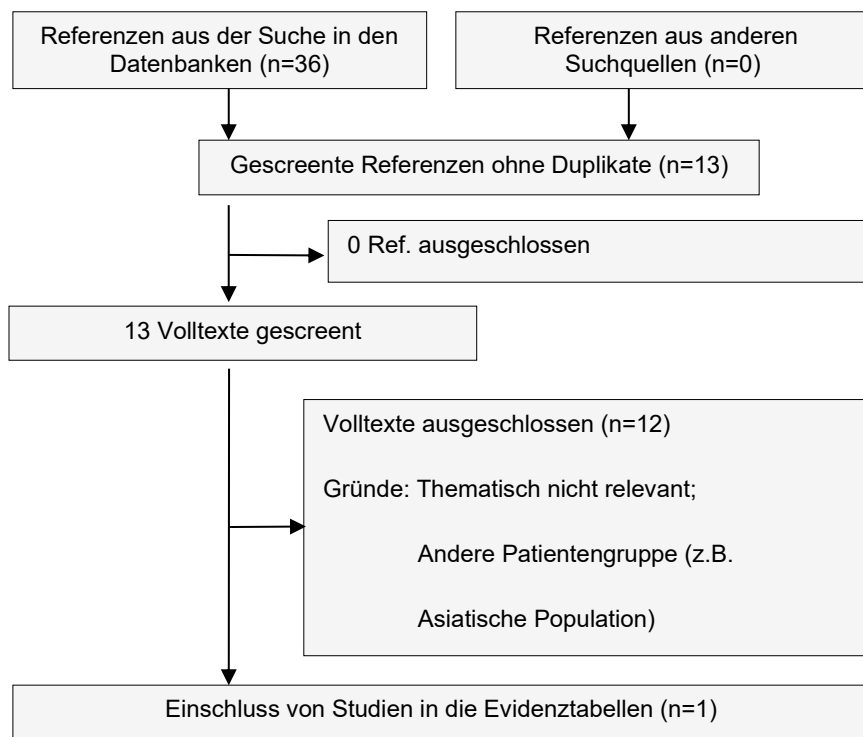 Referenzen aus der Suche in den
Datenbanken (n=36)
Referenzen aus anderen
Suchquellen (n=0)
Gescreente Referenzen ohne Duplikate (n=13)
0 Ref. ausgeschlossen
13 Volltexte gescreent
Volltexte ausgeschlossen (n=12)
Gründe: Thematisch nicht relevant;
Andere Patientengruppe (z.B.
Asiatische Population)
Einschluss von Studien in die Evidenztabellen (n=1)